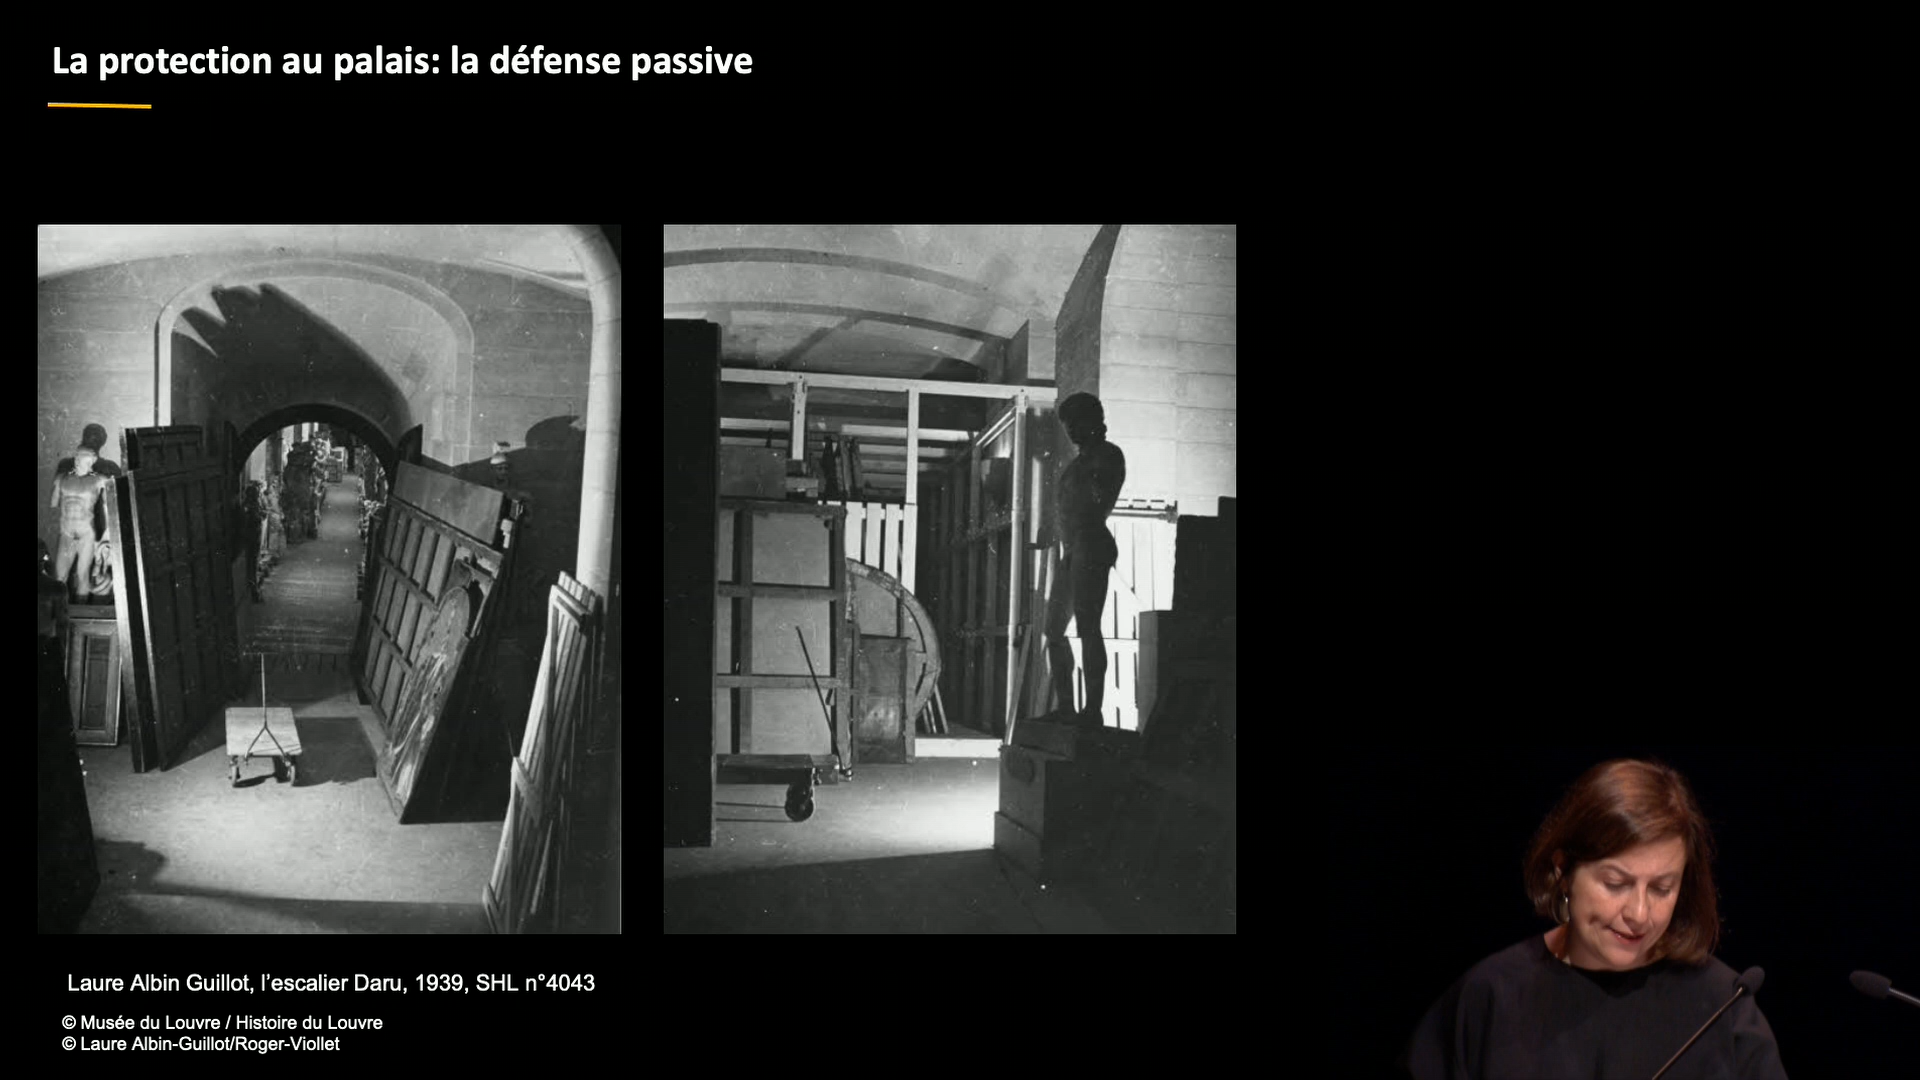 La protection au palais: la défense passive
Laure Albin Guillot, l’escalier Daru, 1939, SHL n°4043
© Musée du Louvre / Histoire du Louvre
© Laure Albin-Guillot/Roger-Viollet